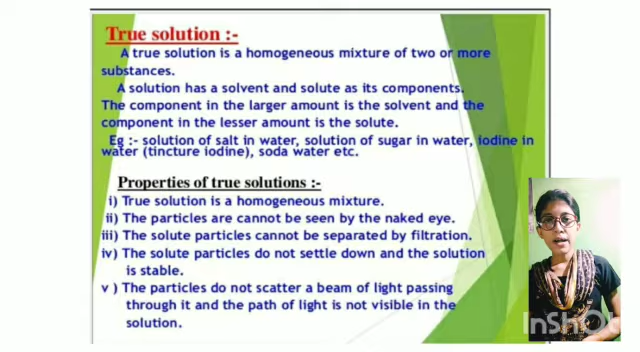 True solution :-
A true solution is a homogeneous mixture of two or more
substances.
A solution has a solvent and solute as its components.
The component in the larger amount is the solvent and the
component in the lesser amount is the solute.
Eg :- solution of salt in water, solution of sugar in water, iodine in
water (tincture iodine), soda water etc.
Properties of true solutions :-
i) True solution is a homogeneous mixture.
ii) The particles are cannot be seen by the naked eye.
iii) The solute particles cannot be separated by filtration.
iv) The solute particles do not settle down and the solution
is stable.
v ) The particles do not scatter a beam of light passing
through it and the path of light is not visible in the
solution.
InShOt